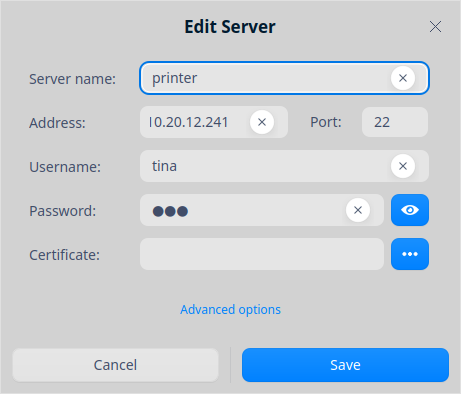 Edit Server
Server name: printer
Address: 10.20.12.241 Port: 22
Username: tina
Password: ●●●
Certificate:
Advanced options
Cancel Save